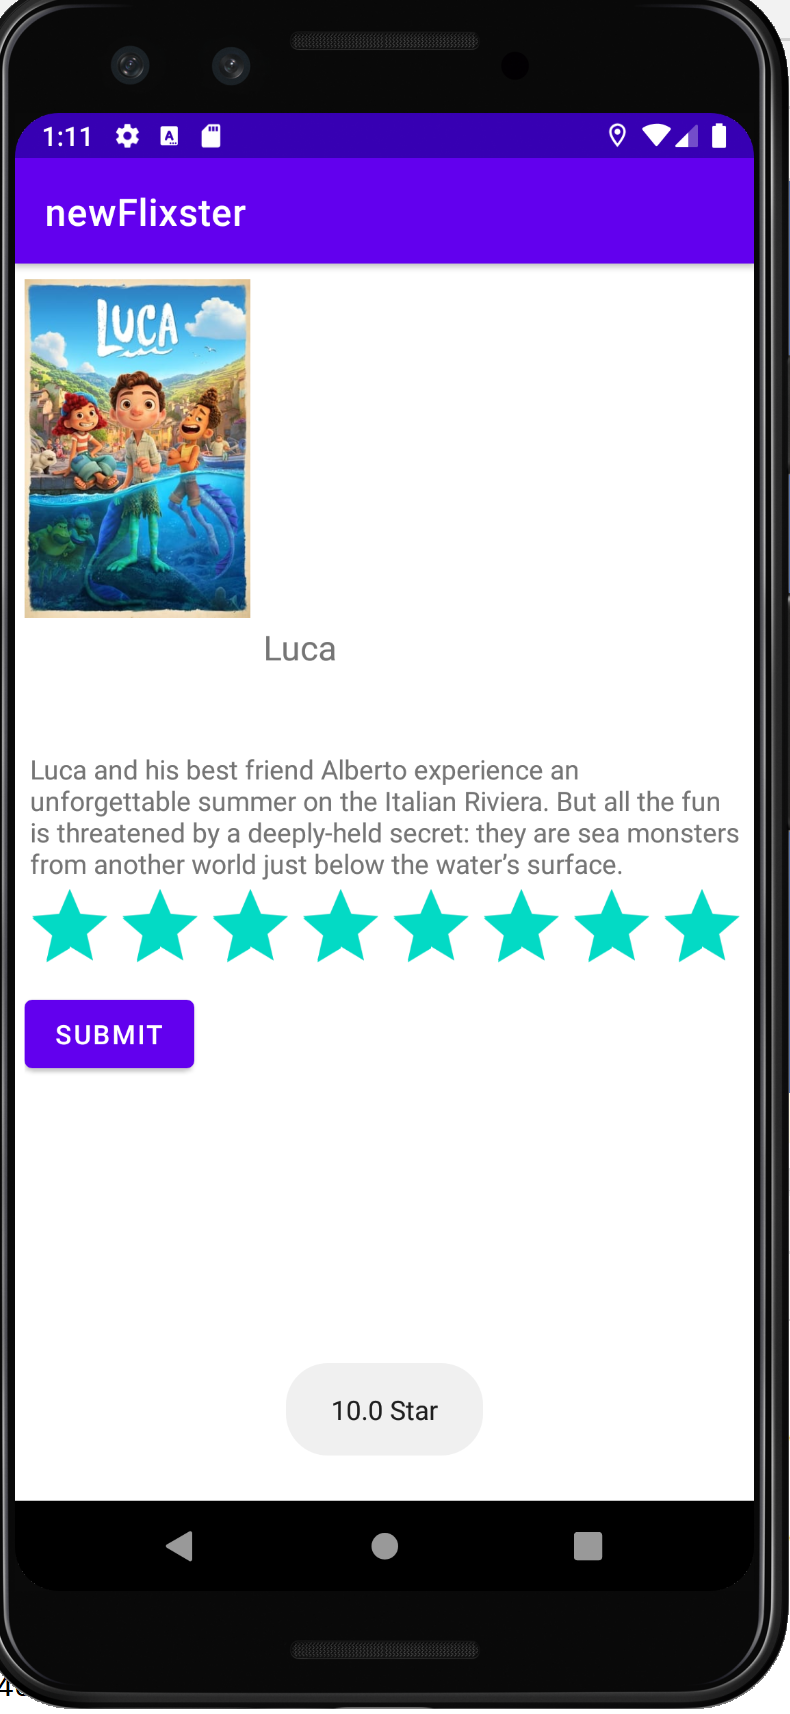 1:11
newFlixster
LUCA
Luca
Luca and his best friend Alberto experience an
unforgettable summer on the Italian Riviera. But all the fun
is threatened by a deeply-held secret: they are sea monsters
from another world just below the water’s surface.
SUBMIT
10.0 Star